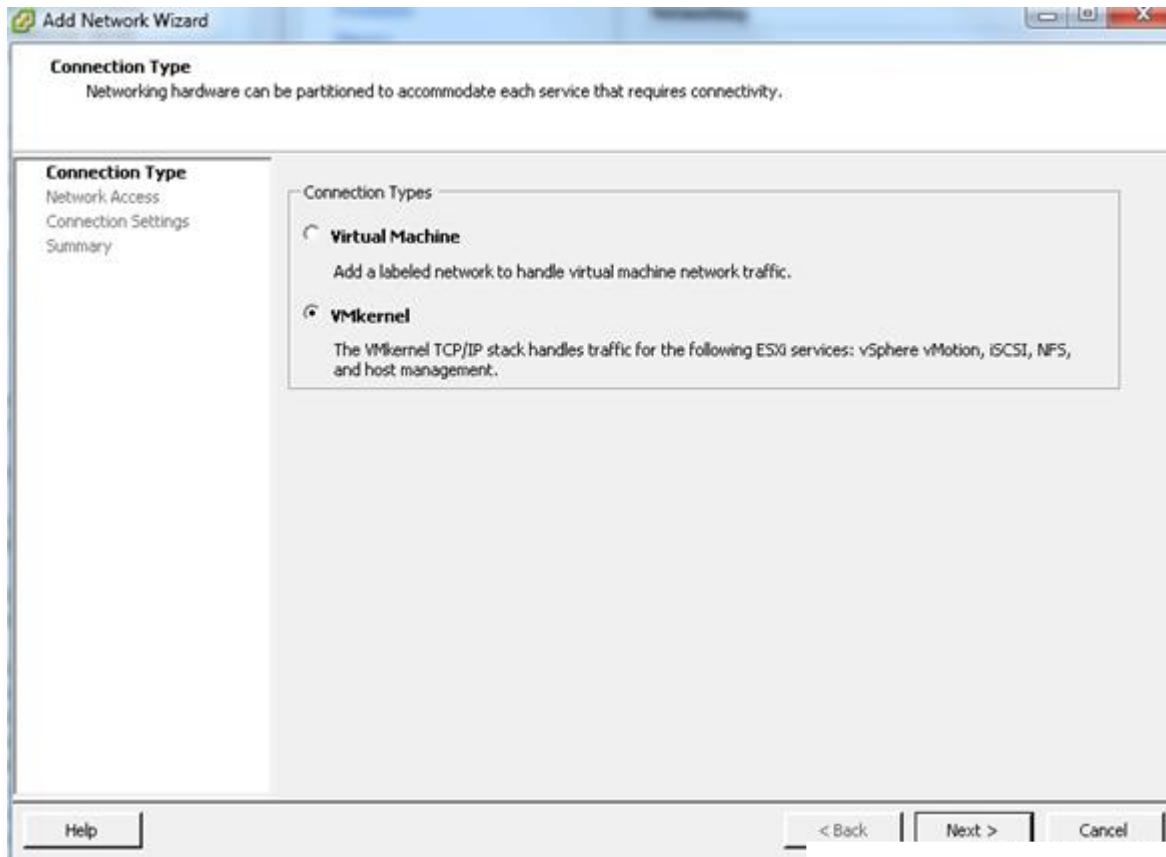 Add Network Wizard
Connection Type
Networking hardware can be partitioned to accommodate each service that requires connectivity.
Connection Type
Network Access
Connection Settings
Summary
Connection Types
Virtual Machine
Add a labeled network to handle virtual machine network traffic.
VMkernel
The VMkernel TCP/IP stack handles traffic for the following ESXi services: vSphere vMotion, iSCSI, NFS,
and host management.
Help
< Back
Next >
Cancel